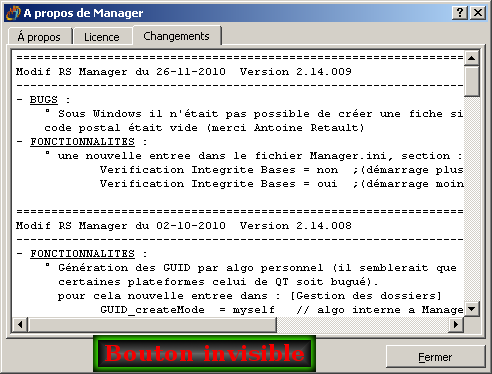 A propos de Manager
Á propos Licence Changements
================================================================
Modif RS Manager du 26-11-2010 Version 2.14.009
----------------------------------------------------------------
- BUGS :
° Sous Windows il n'était pas possible de créer une fiche si
code postal était vide (merci Antoine Retault)
- FONCTIONNALITES :
° une nouvelle entree dans le fichier Manager.ini, section :
Verification Integrite Bases = non ;(démarrage plus
Verification Integrite Bases = oui ;(démarrage moin
================================================================
Modif RS Manager du 02-10-2010 Version 2.14.008
----------------------------------------------------------------
- FONCTIONNALITES :
° Génération des GUID par algo personnel (il semblerait que
certaines plateformes celui de QT soit bugué).
pour cela nouvelle entree dans : [Gestion des dossiers]
GUID_createMode = myself // algo interne a Manage
Bouton invisible
Fermer